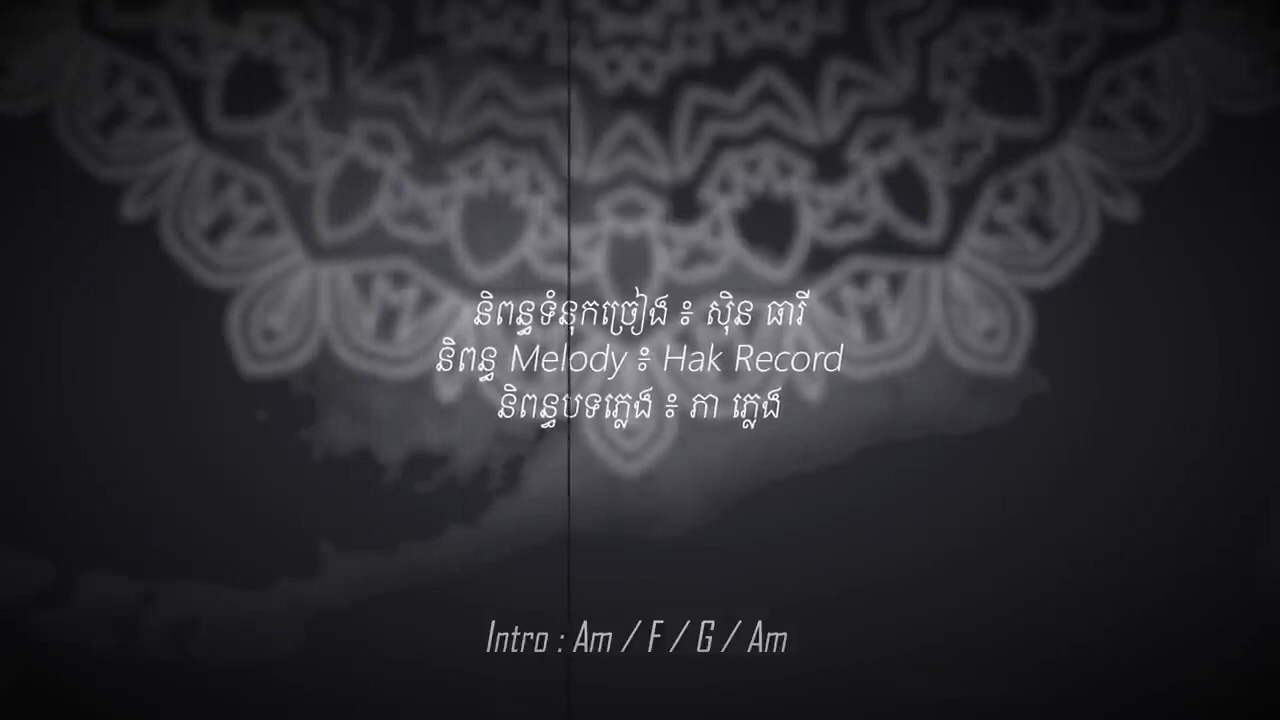 និពន្ធទំនុកច្រៀង ៖ ស៊ិន ធារី
និពន្ធ Melody ៖ Hak Record
និពន្ធបទភ្លេង ៖ ភា ភ្លេង
Intro : Am / F / G / Am